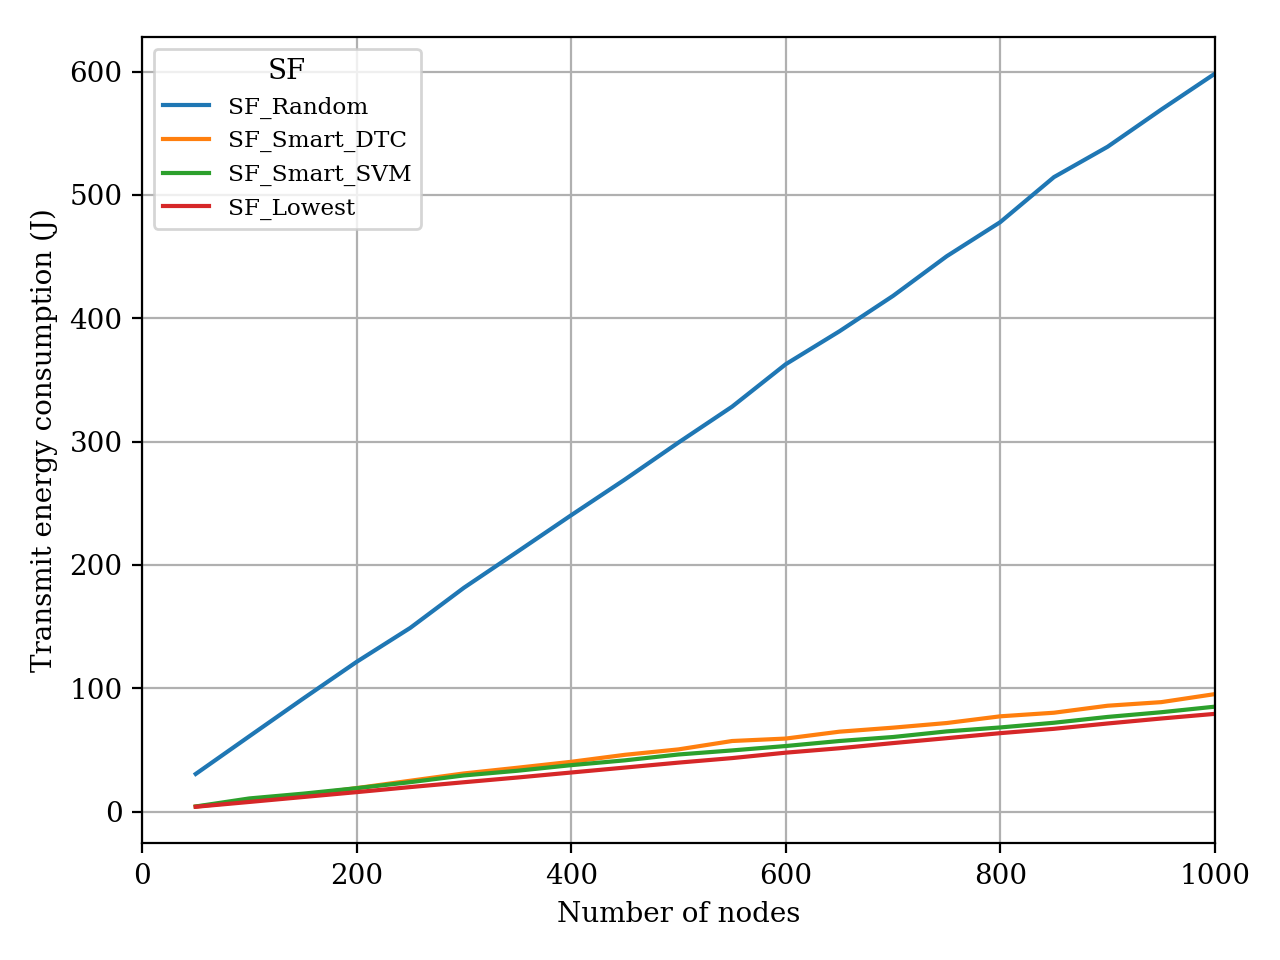 SF
SF_Random
SF_Smart_DTC
SF_Smart_SVM
SF_Lowest
Transmit energy consumption (J)
600
500
400
300
200
100
0
0 200 400 600 800 1000
Number of nodes